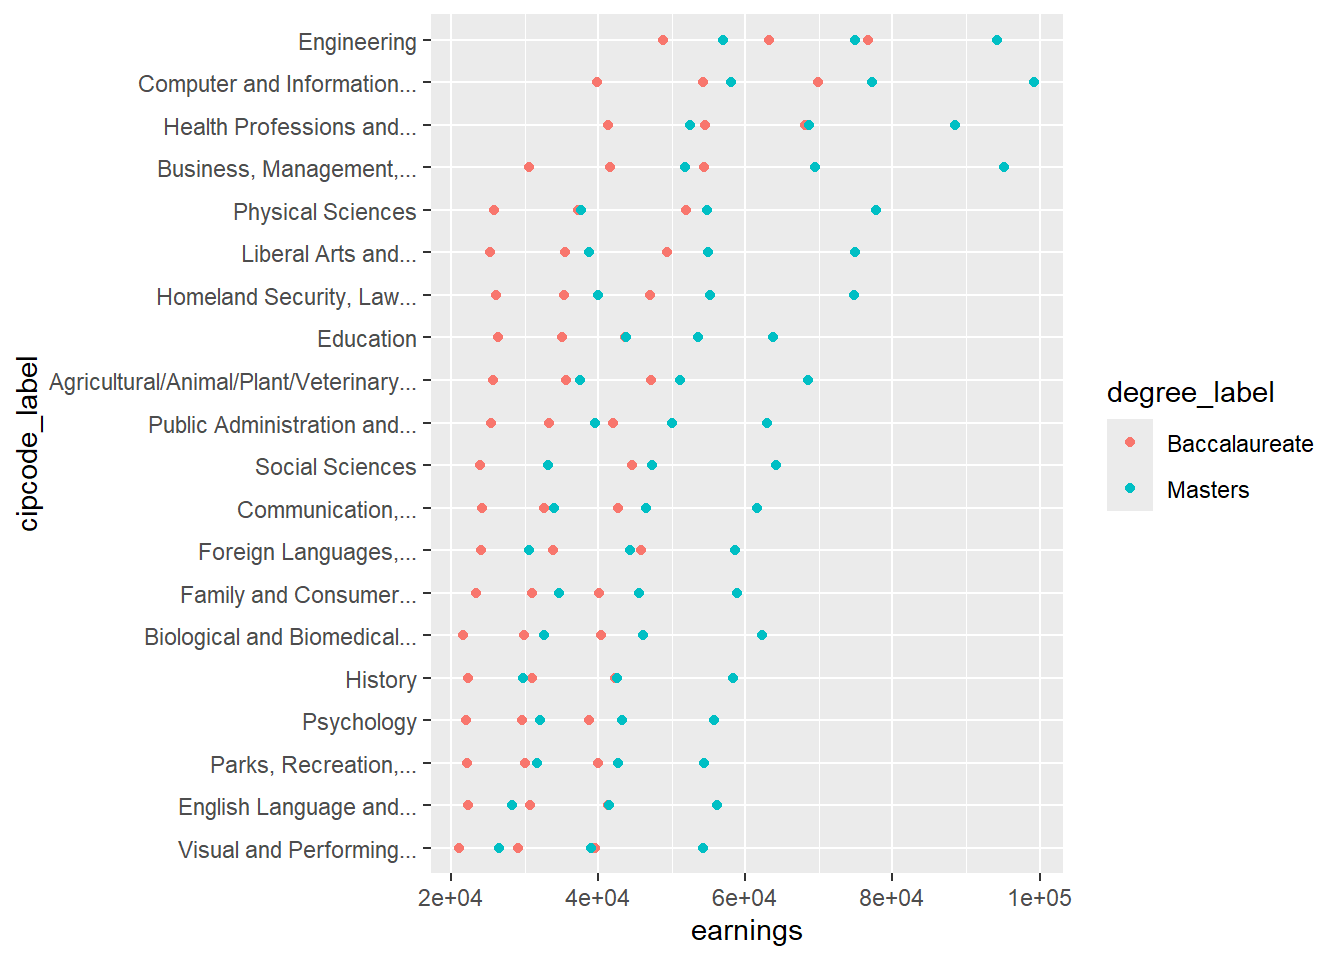 Engineering
Computer and Information...
Health Professions and...
Business, Management,...
Physical Sciences
Liberal Arts and...
Homeland Security, Law...
Education
Agricultural/Animal/Plant/Veterinary...
Public Administration and...
Social Sciences
Communication,...
Foreign Languages,...
Family and Consumer...
Biological and Biomedical...
History
Psychology
Parks, Recreation,...
English Language and...
Visual and Performing...
cipcode_label
2e+04 4e+04 6e+04 8e+04 1e+05
earnings
degree_label
Baccalaureate
Masters